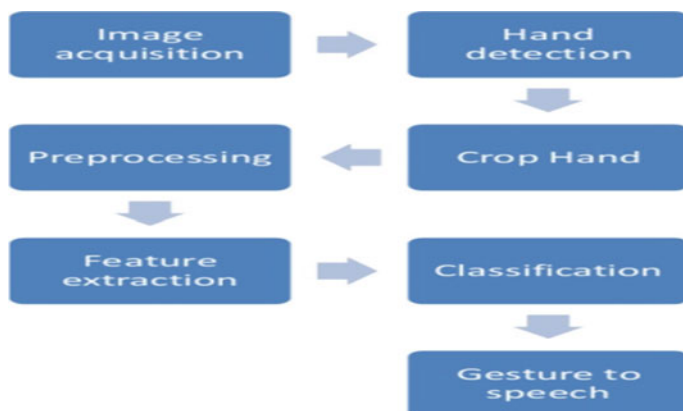 Image
acquisition
Hand
detection
Crop Hand
Preprocessing
Feature
extraction
Classification
Gesture to
speech